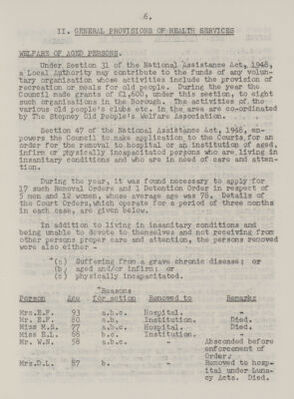 6.
II. GENERAL PROVISIONS OF HEALTH SERVICES
WELFARE OF AGED PERSONS.
Under Section 31 of the National Assistance Act, 1948,
a Local Authority may contribute to the funds of any volun-
tary organisation whose activities include the provision of
recreation or meals for old people. During the year the
Council made grants of £1,600, under this section, to eight
such organisations in the Borough. The activities of the
various old people's clubs etc. in the area are co-ordinated
by The Stepney Old People's Welfare Association.
Section 47 of the National Assistance Act, 1948, em-
powers the Council to make application to the Courts for an
order for the removal to hospital or an institution of aged,
infirm or physically incapacitated persons who are living in
insanitary conditions and who are in need of care and atten-
tion.
During the year, it was found necessary to apply for
17 such Removal Orders and 1 Detention Order in respect of
5 men and 12 women, whose average age was 78. Details of
the Court Orders, which operate for a period of three months
in each case, are given below.
In addition to living in insanitary conditions and
being unable to devote to themselves and not receiving from
other persons proper care and attention, the persons removed
were also either -
*(a) Suffering from a grave chronic disease; or
(b) aged and/or infirm; or
(c) physically incapacitated.
*Reasons
Person Age for action Removed to Remarks
Mrs.E.F. 93 a.b.c. Hospital. -
Mr. E.F. 80 a.b. Institution. Died.
Miss M.S. 77 a.b.c. Hospital. Died.
Miss E.L. 66 b.c. Institution. -
Mr. W.N. 58 a.b.c. - Absconded before
enforcement of
Order.
Mrs.D.L. 87 b. - Removed to hosp-
ital under Luna-
cy Acts. Died.